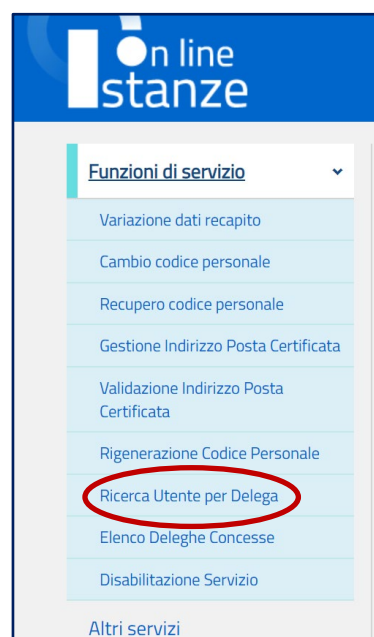 on line
Istanze
Funzioni di servizio
Variazione dati recapito
Cambio codice personale
Recupero codice personale
Gestione Indirizzo Posta Certificata
Validazione Indirizzo Posta
Certificata
Rigenerazione Codice Personale
Ricerca Utente per Delega
Elenco Deleghe Concesse
Disabilitazione Servizio
Altri servizi